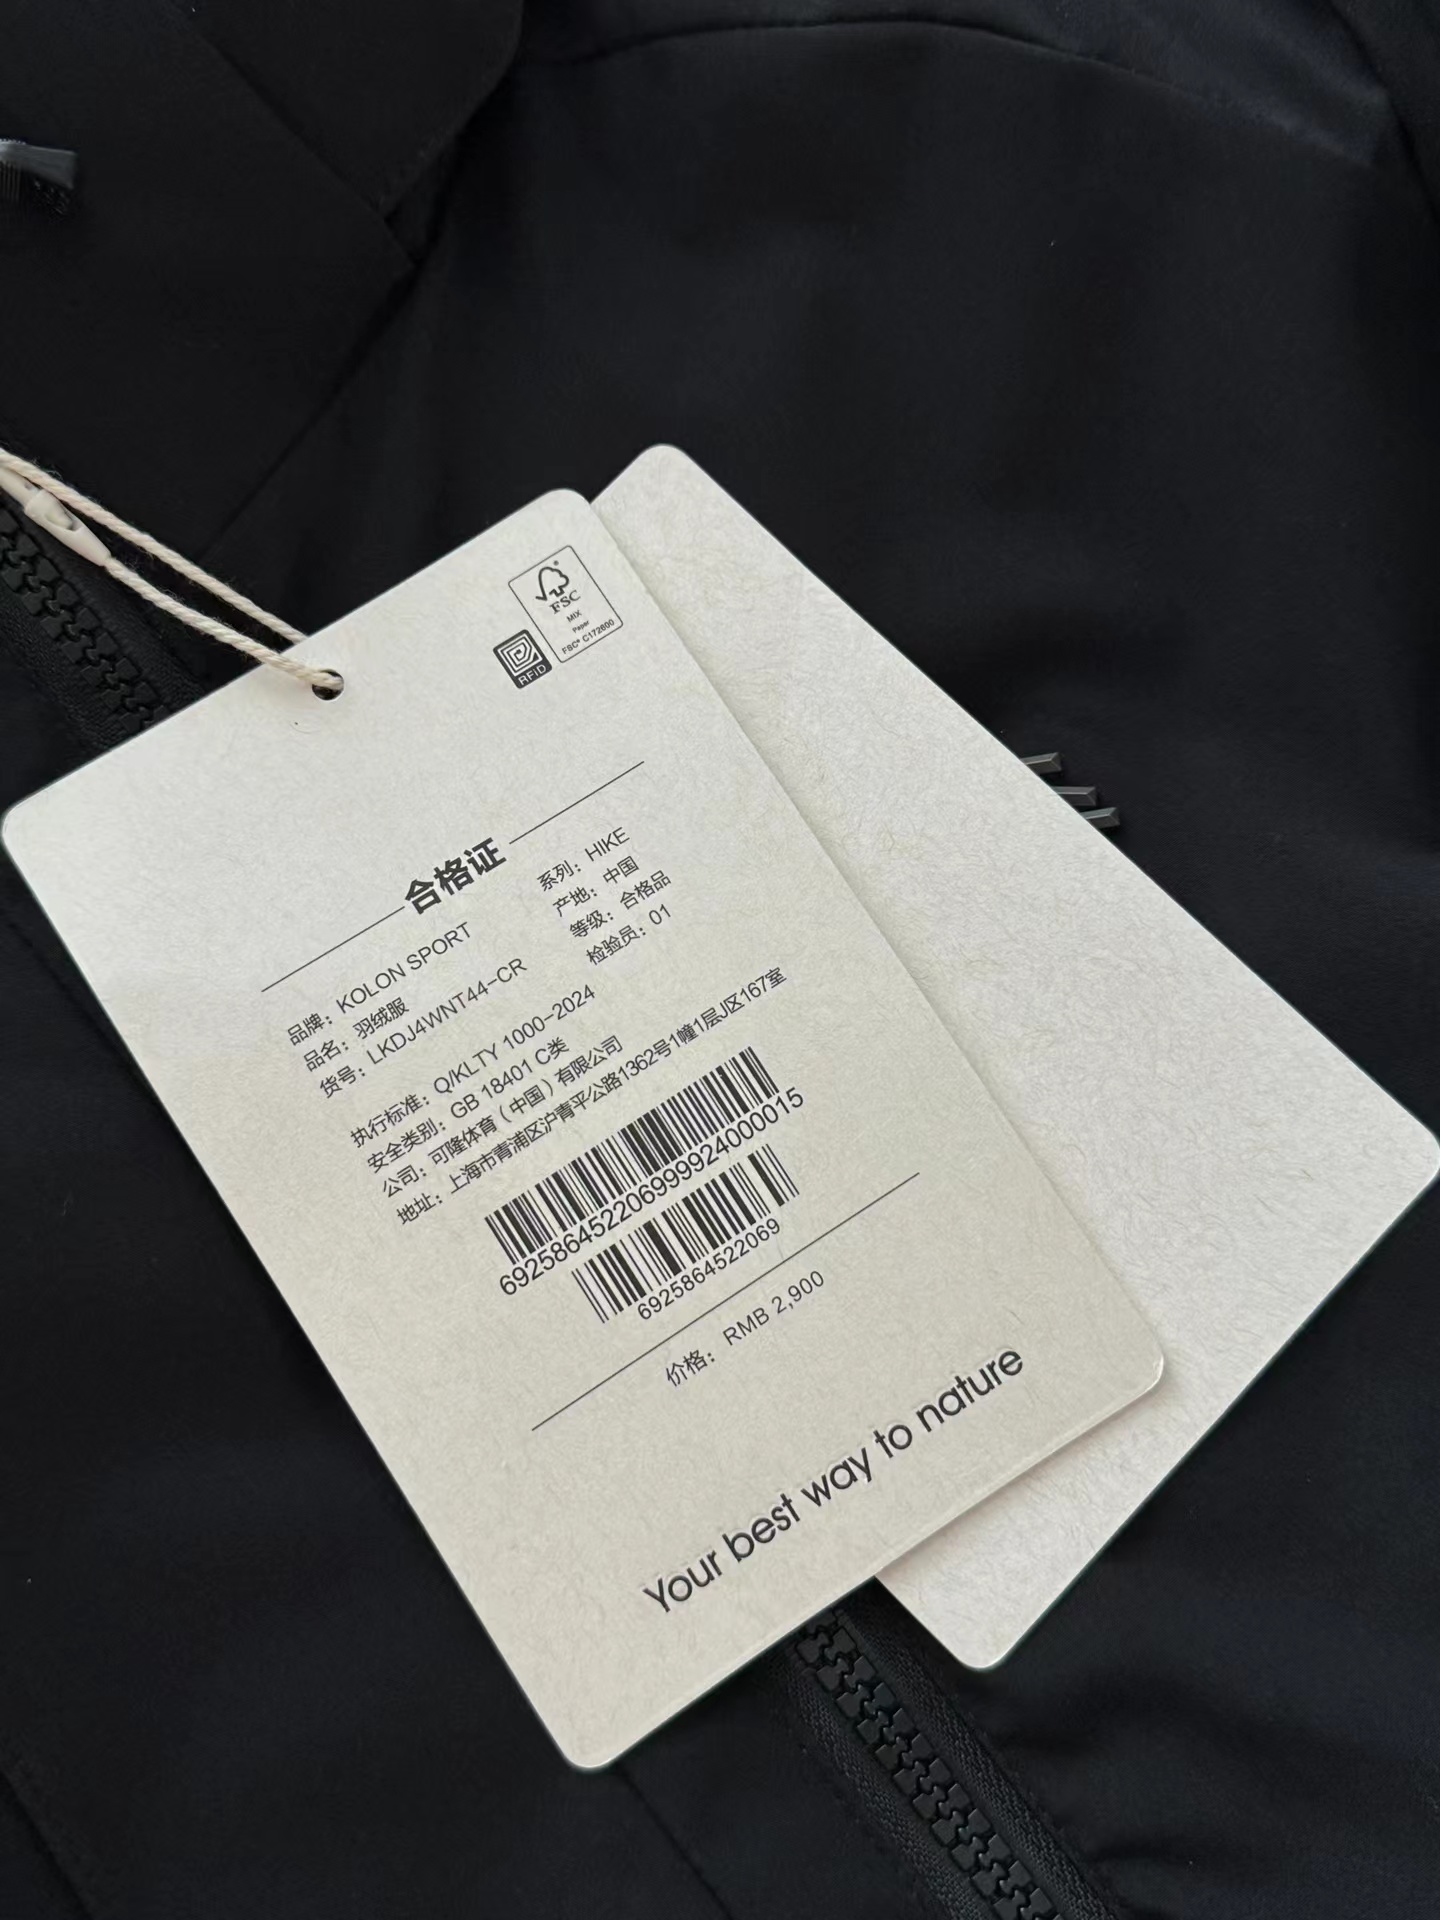 FSC
MIX
Paper
FSC® C172600
RFID
合格证
品牌：KOLON SPORT
系列：HIKE
品名：羽绒服
产地：中国
货号：LKDJ4WNT44-CR
等级：合格品
检验员：01
执行标准：Q/KLTY 1000-2024
安全类别：GB 18401 C类
公司：可隆体育（中国）有限公司
地址：上海市青浦区沪青平公路1362号1幢1层J区167室
692586452206999924000015
6925864522069
价格：RMB 2,900
Your best way to nature